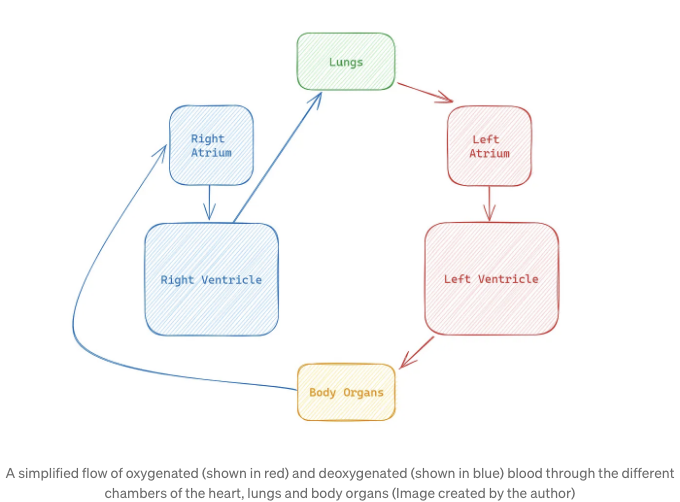 Lungs
Right
Atrium
Left
Atrium
Right Ventricle
Left Ventricle
Body Organs
A simplified flow of oxygenated (shown in red) and deoxygenated (shown in blue) blood through the different
chambers of the heart, lungs and body organs (Image created by the author)